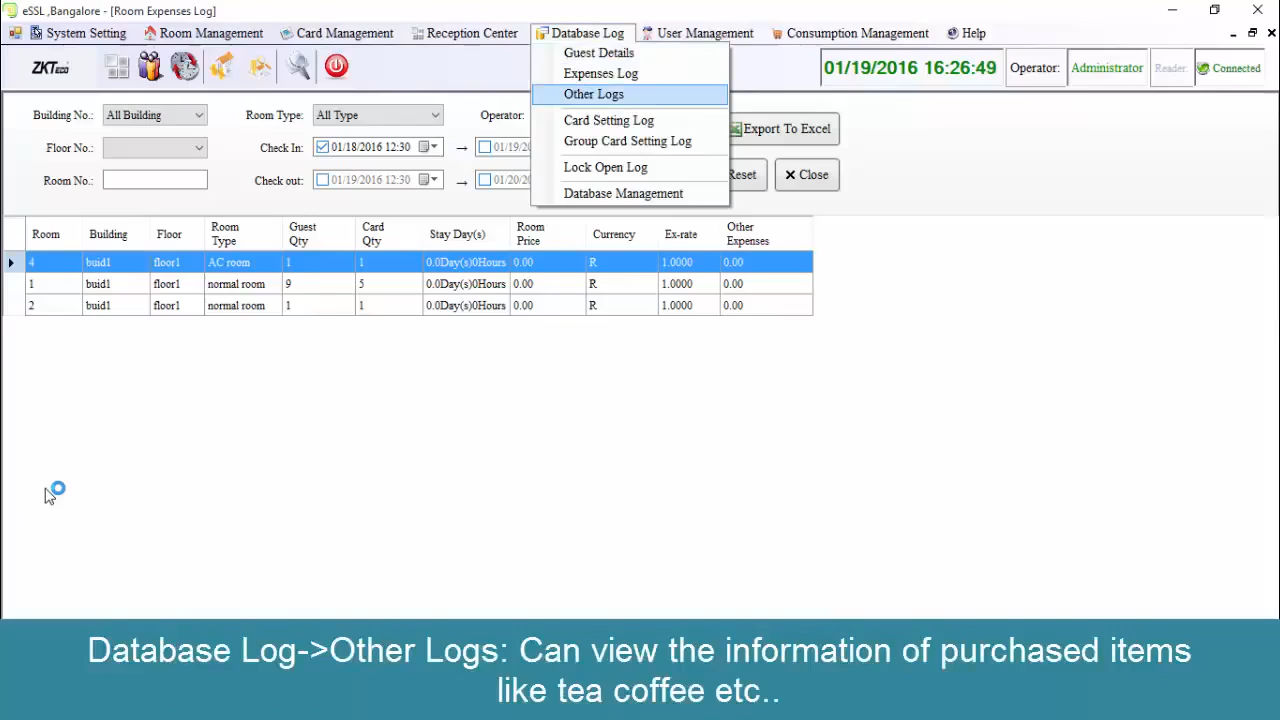 eSSL ,Bangalore - [Room Expenses Log]
System Setting Room Management Card Management Reception Center Database Log User Management Consumption Management Help
ZKTeco 01/19/2016 16:26:49 Operator: Administrator Reader: Connected
Guest Details
Expenses Log
Other Logs
Card Setting Log
Group Card Setting Log
Lock Open Log
Database Management
Building No.: All Building Room Type: All Type Operator: Export To Excel
Floor No.: Check In: 01/18/2016 12:30 → 01/19/20
Room No.: Check out: 01/19/2016 12:30 → 01/20/20 Reset Close
Room Building Floor Room Type Guest Qty Card Qty Stay Day(s) Room Price Currency Ex-rate Other Expenses
4 buid1 floor1 AC room 1 1 0.0Day(s)0Hours 0.00 R 1.0000 0.00
1 buid1 floor1 normal room 9 5 0.0Day(s)0Hours 0.00 R 1.0000 0.00
2 buid1 floor1 normal room 1 1 0.0Day(s)0Hours 0.00 R 1.0000 0.00
Database Log->Other Logs: Can view the information of purchased items
like tea coffee etc..